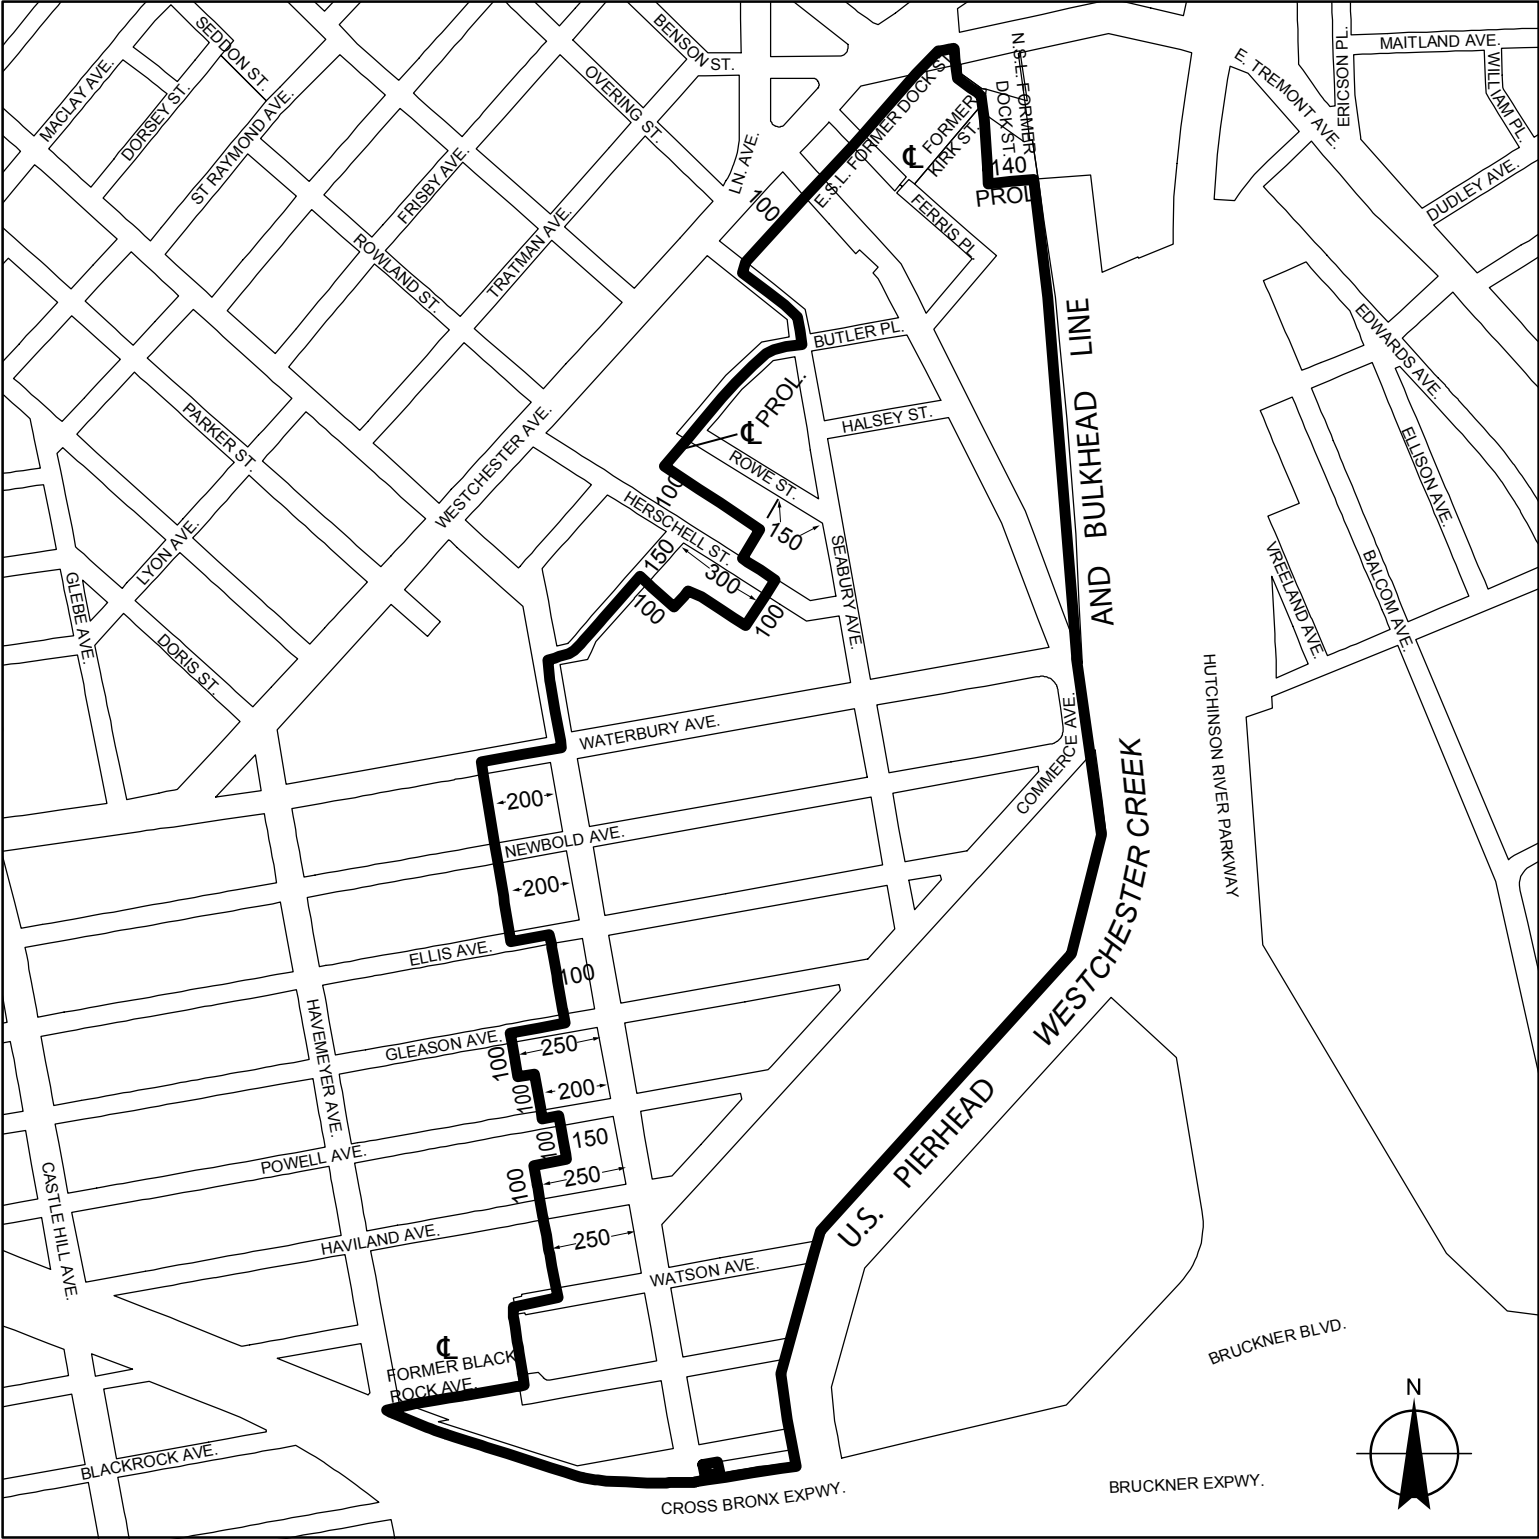 SEDDON ST.
BENSON ST.
MACLAY AVE.
DORSEY ST.
ST RAYMOND AVE.
OVERING ST.
FRISBY AVE.
LN. AVE.
ROWLAND ST.
TRATMAN AVE.
100
E.S.L. FORMER DOCK ST.
℄
FORMER
KIRK ST.
DOCK ST.
N.S.L. FORMER
140
PROL.
FERRIS PL.
E. TREMONT AVE.
ERICSON PL.
MAITLAND AVE.
WILLIAM PL.
DUDLEY AVE.
EDWARDS AVE.
BUTLER PL.
HALSEY ST.
℄ PROL.
ROWE ST.
100
HERSCHELL ST.
150
150
300
100
100
SEABURY AVE.
PARKER ST.
WESTCHESTER AVE.
LYON AVE.
GLEBE AVE.
DORIS ST.
ELLISON AVE.
BALCOM AVE.
VREELAND AVE.
HUTCHINSON RIVER PARKWAY
U.S. PIERHEAD AND BULKHEAD LINE
WESTCHESTER CREEK
COMMERCE AVE.
WATERBURY AVE.
200
NEWBOLD AVE.
200
ELLIS AVE.
100
HAVEMEYER AVE.
GLEASON AVE.
250
100
200
100
150
100
POWELL AVE.
250
100
CASTLE HILL AVE.
HAVILAND AVE.
250
WATSON AVE.
℄
FORMER BLACK
ROCK AVE.
BLACKROCK AVE.
CROSS BRONX EXPWY.
BRUCKNER BLVD.
BRUCKNER EXPWY.
N